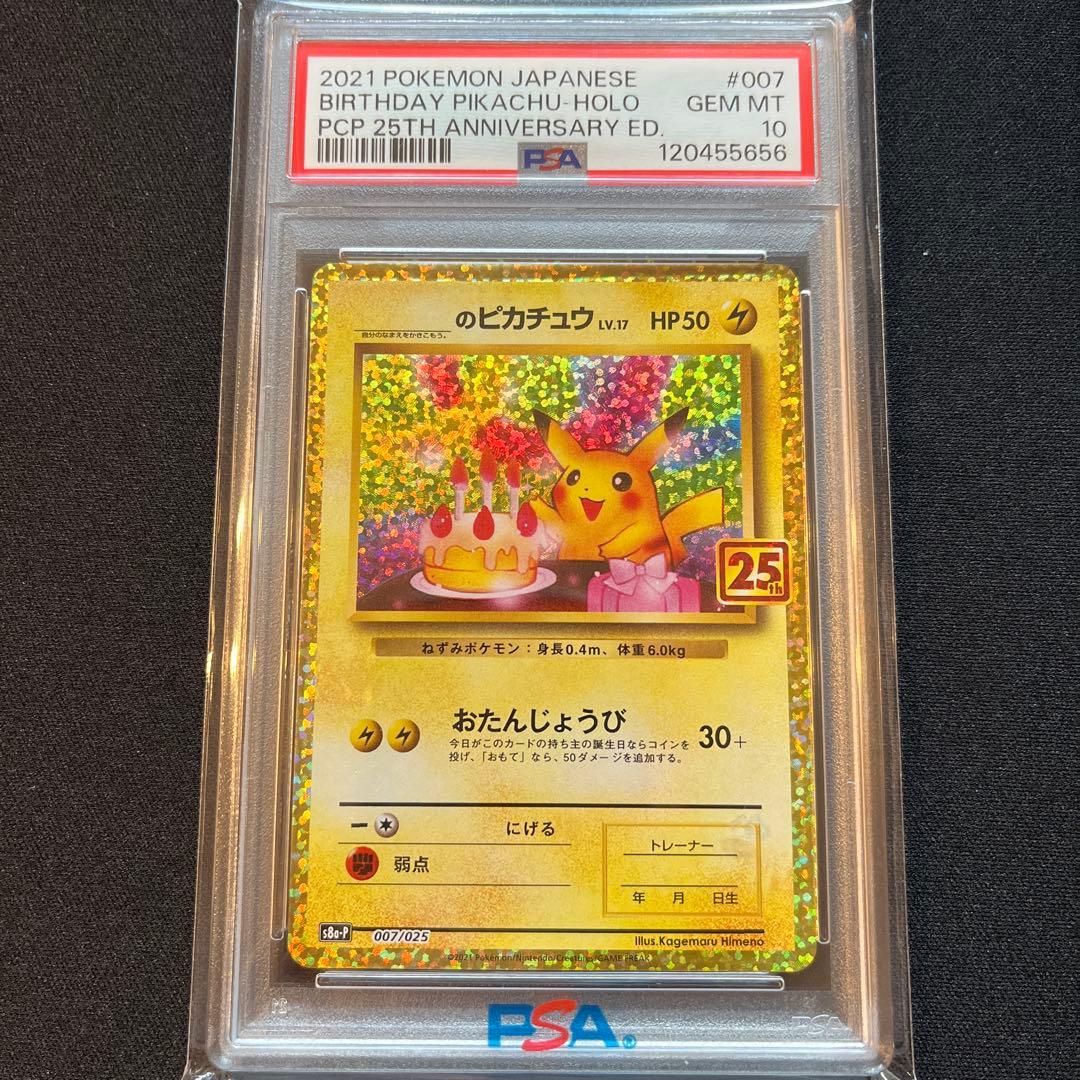 2021 POKEMON JAPANESE #007
BIRTHDAY PIKACHU-HOLO GEM MT
PCP 25TH ANNIVERSARY ED. 10
PSA 120455656
のピカチュウ LV.17 HP50
自分のなまえをかきこもう。
25th
ねずみポケモン：身長0.4m、体重6.0kg
おたんじょうび 30+
今日がこのカードの持ち主の誕生日ならコインを
投げ、「おもて」なら、50ダメージを追加する。
にげる
弱点
トレーナー
年 月 日生
s8a-P 007/025 Illus.Kagemaru Himeno
©2021 Pokémon/Nintendo/Creatures/GAME FREAK
PSA®